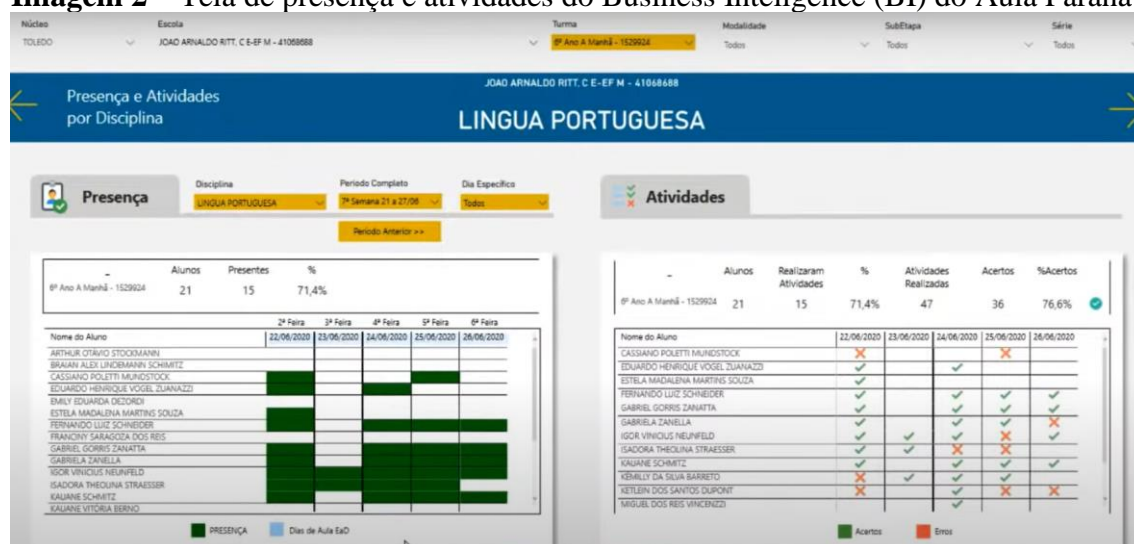 Imagem 2 – Tela de presença e atividades do Business Inteligence (BI) do Aula Paraná
Núcleo Escola Turma Modalidade SubEtapa Série
TOLEDO JOAO ARNALDO RITT, C E-EF M - 41068688 6º Ano A Manhã - 1529924 Todos Todos Todos
JOAO ARNALDO RITT, C E-EF M - 41068688
Presença e Atividades
por Disciplina
LINGUA PORTUGUESA
Presença
Disciplina Periodo Completo Dia Específico
LINGUA PORTUGUESA 7ª Semana 21 a 27/06 Todos
Periodo Anterior >>
Atividades
_ Alunos Presentes %
6º Ano A Manhã - 1529924 21 15 71,4%
2ª Feira 3ª Feira 4ª Feira 5ª Feira 6ª Feira
Nome do Aluno 22/06/2020 23/06/2020 24/06/2020 25/06/2020 26/06/2020
ARTHUR OTÁVIO STOCKMANN
BRAIAN ALEX LINDEMANN SCHIMITZ
CASSIANO POLETTI MUNDSTOCK
EDUARDO HENRIQUE VOGEL ZUANAZZI
EMILY EDUARDA DEZORDI
ESTELA MADALENA MARTINS SOUZA
FERNANDO LUIZ SCHNEIDER
FRANCINY SARAGOZA DOS REIS
GABRIEL GORRIS ZANATTA
GABRIELA ZANELLA
IGOR VINICIUS NEUNFELD
ISADORA THEOLINA STRAESSER
KAUANE SCHMITZ
KAUANE VITÓRIA BERNO
PRESENÇA Dias de Aula EaD
_ Alunos Realizaram Atividades % Atividades Realizadas Acertos %Acertos
6º Ano A Manhã - 1529924 21 15 71,4% 47 36 76,6%
Nome do Aluno 22/06/2020 23/06/2020 24/06/2020 25/06/2020 26/06/2020
CASSIANO POLETTI MUNDSTOCK
EDUARDO HENRIQUE VOGEL ZUANAZZI
ESTELA MADALENA MARTINS SOUZA
FERNANDO LUIZ SCHNEIDER
GABRIEL GORRIS ZANATTA
GABRIELA ZANELLA
IGOR VINICIUS NEUNFELD
ISADORA THEOLINA STRAESSER
KAUANE SCHMITZ
KEMILLY DA SILVA BARRETO
KETLEIN DOS SANTOS DUPONT
MIGUEL DOS REIS VINCENZZI
Acertos Erros